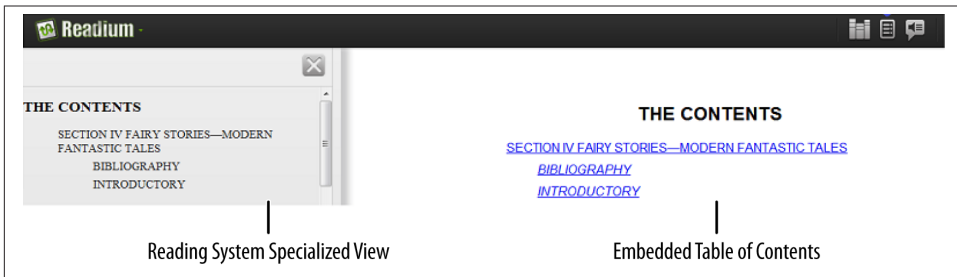 Readium
THE CONTENTS
SECTION IV FAIRY STORIES—MODERN
FANTASTIC TALES
BIBLIOGRAPHY
INTRODUCTORY
THE CONTENTS
SECTION IV FAIRY STORIES—MODERN FANTASTIC TALES
BIBLIOGRAPHY
INTRODUCTORY
Reading System Specialized View
Embedded Table of Contents